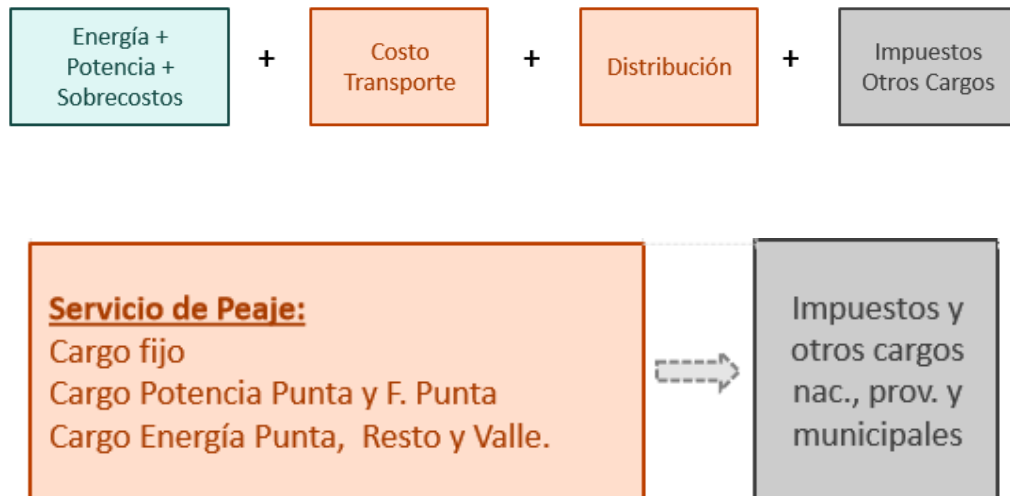 Energía +
Potencia +
Sobrecostos
+
Costo
Transporte
+
Distribución
+
Impuestos
Otros Cargos
Servicio de Peaje:
Cargo fijo
Cargo Potencia Punta y F. Punta
Cargo Energía Punta, Resto y Valle.
Impuestos y
otros cargos
nac., prov. y
municipales